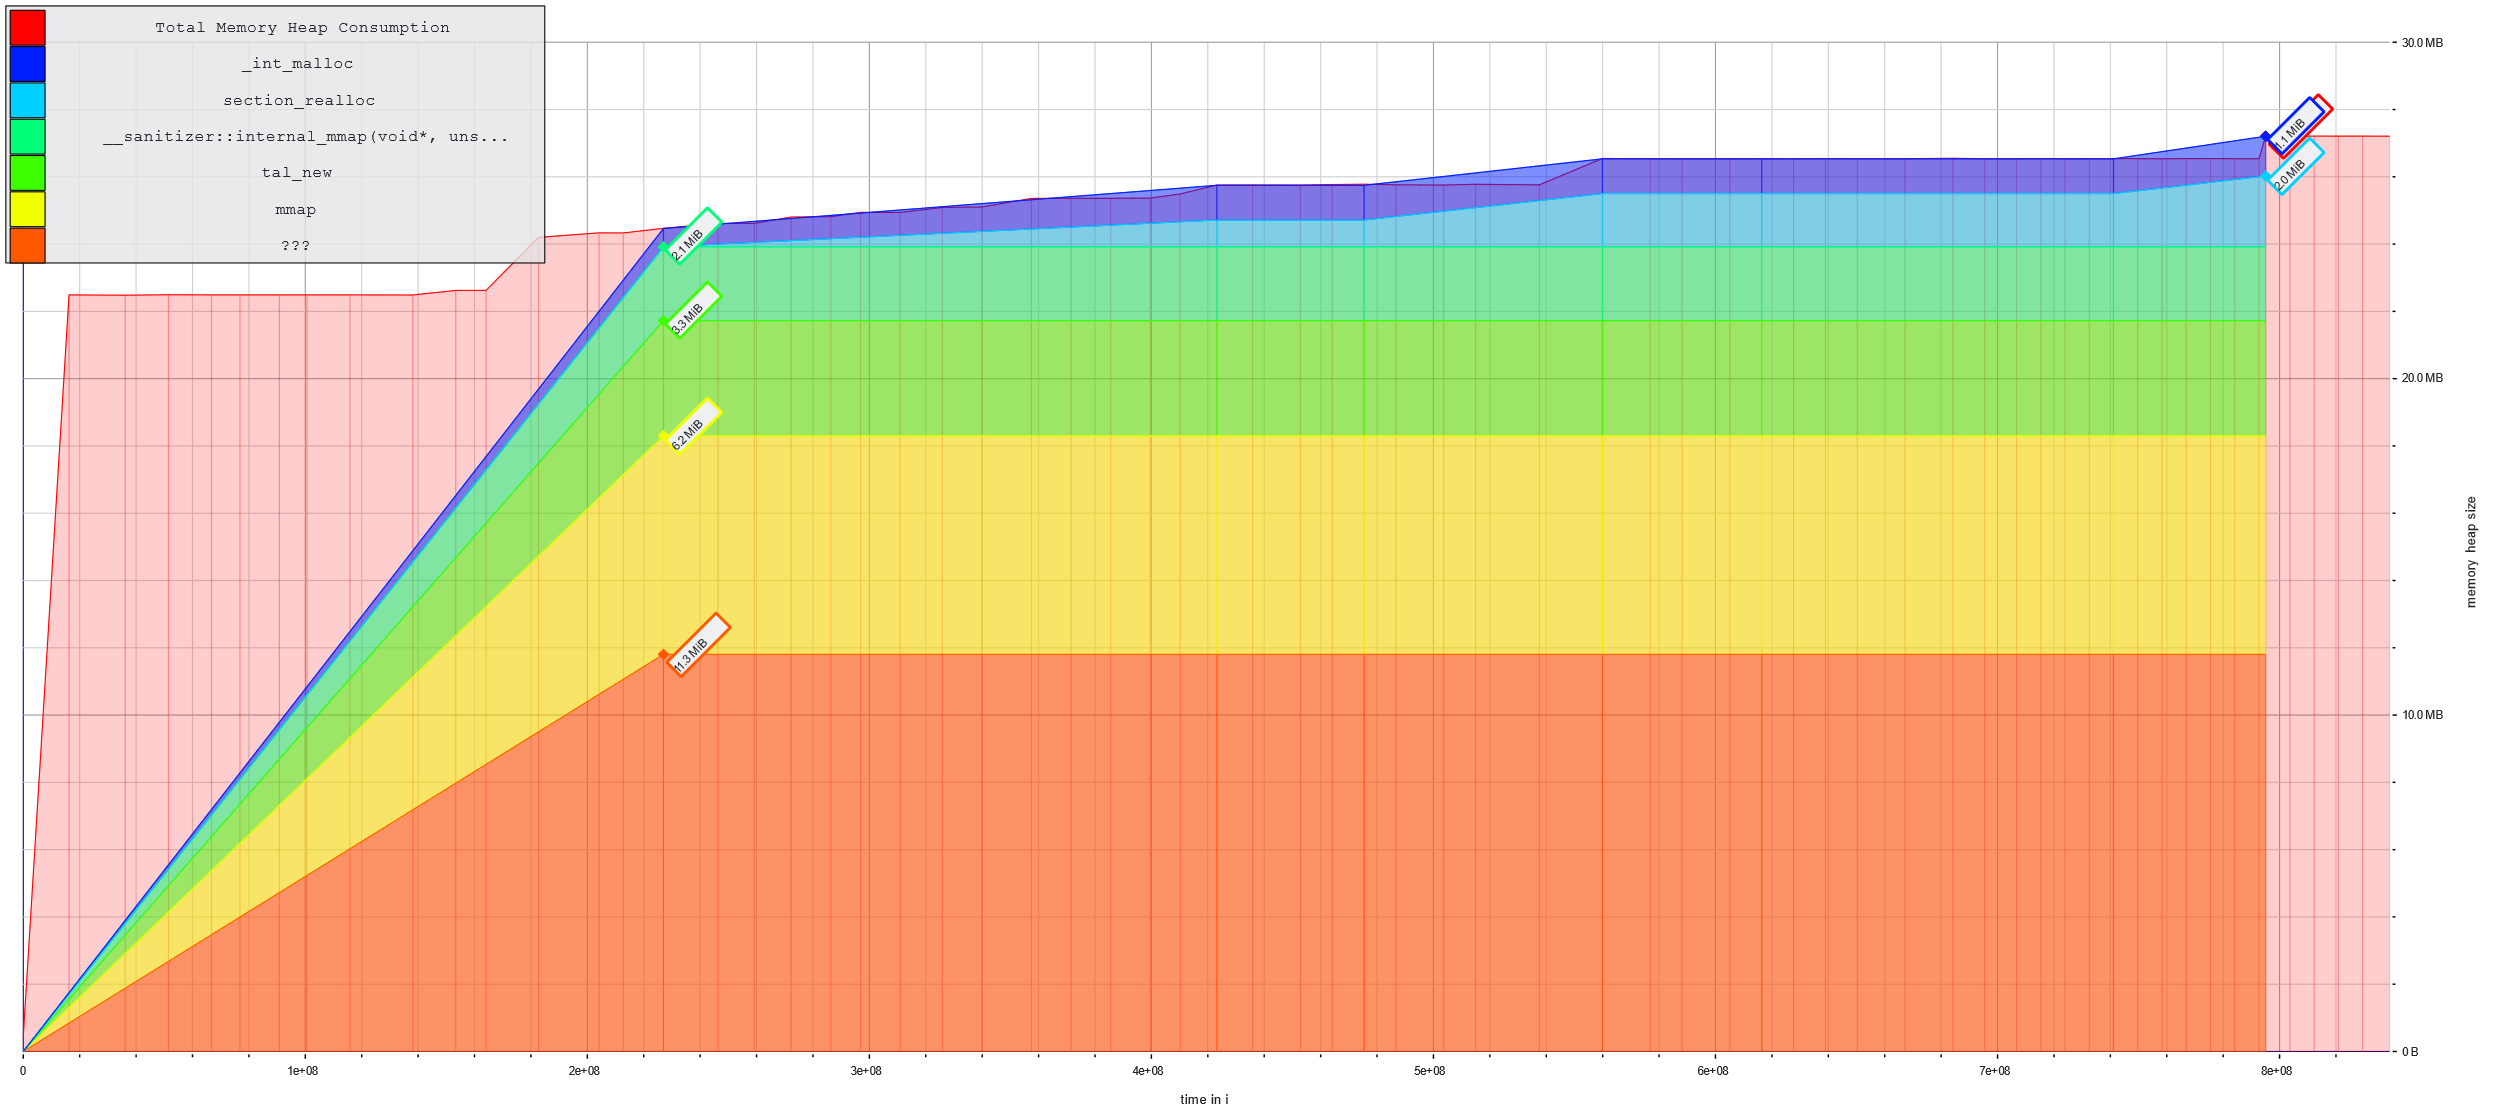 Total Memory Heap Consumption
_int_malloc
section_realloc
__sanitizer::internal_mmap(void*, uns...
tal_new
mmap
???
30.0 MB
20.0 MB
10.0 MB
0 B
memory heap size
1.1 MiB
2.0 MiB
2.1 MiB
3.3 MiB
6.2 MiB
11.3 MiB
0
1e+08
2e+08
3e+08
4e+08
5e+08
6e+08
7e+08
8e+08
time in i